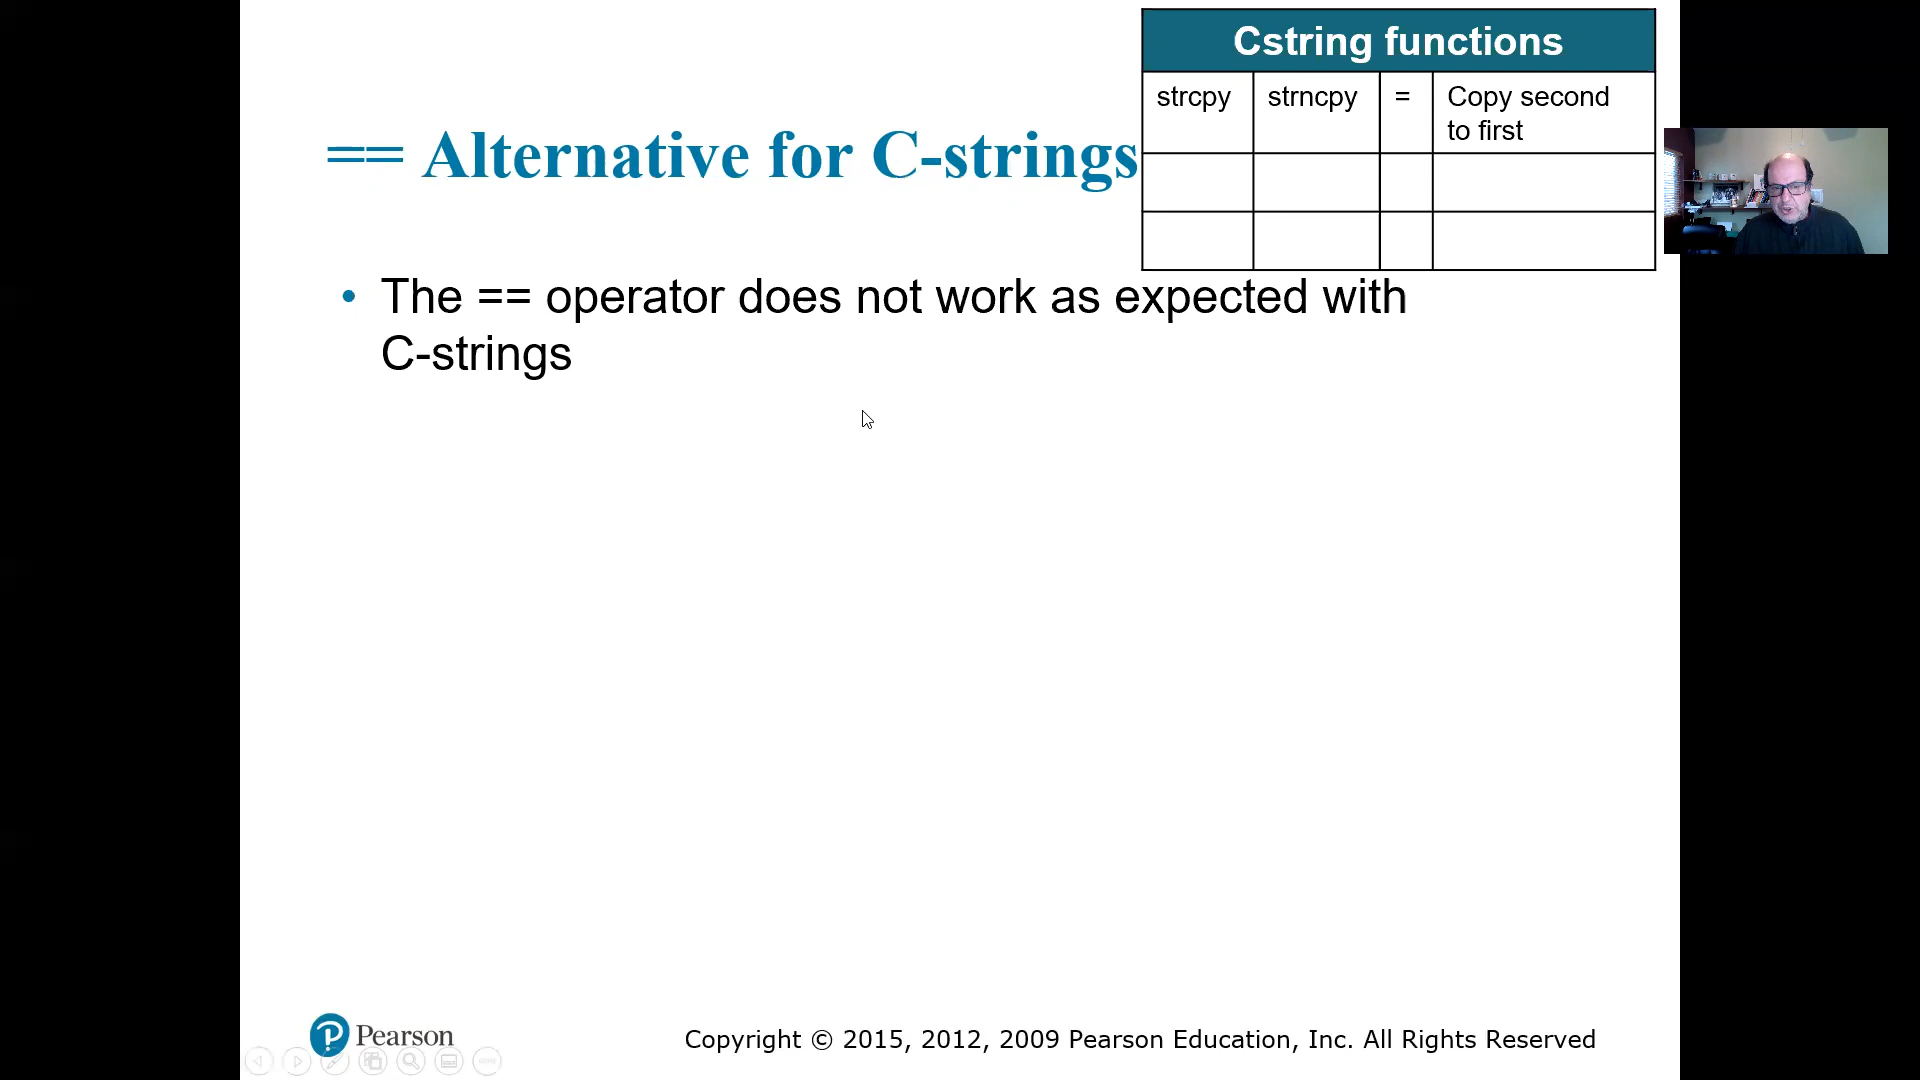 Cstring functions
strcpy strncpy = Copy second
to first
== Alternative for C-strings
• The == operator does not work as expected with
C-strings
Pearson
Copyright © 2015, 2012, 2009 Pearson Education, Inc. All Rights Reserved